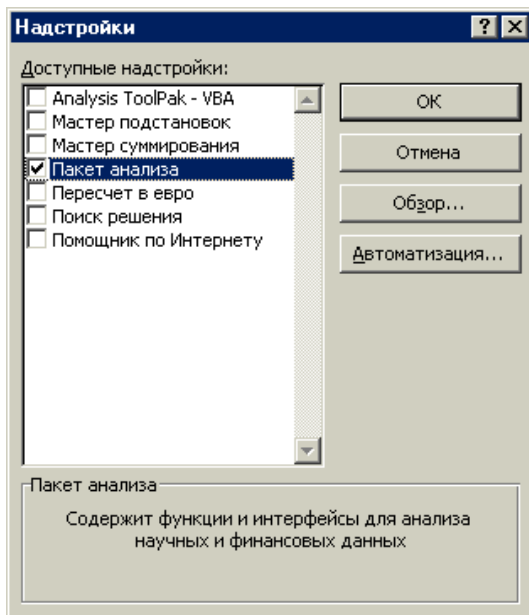 Надстройки
Доступные надстройки:
Analysis ToolPak - VBA
Мастер подстановок
Мастер суммирования
Пакет анализа
Пересчет в евро
Поиск решения
Помощник по Интернету
ОК
Отмена
Обзор...
Автоматизация...
Пакет анализа
Содержит функции и интерфейсы для анализа
научных и финансовых данных